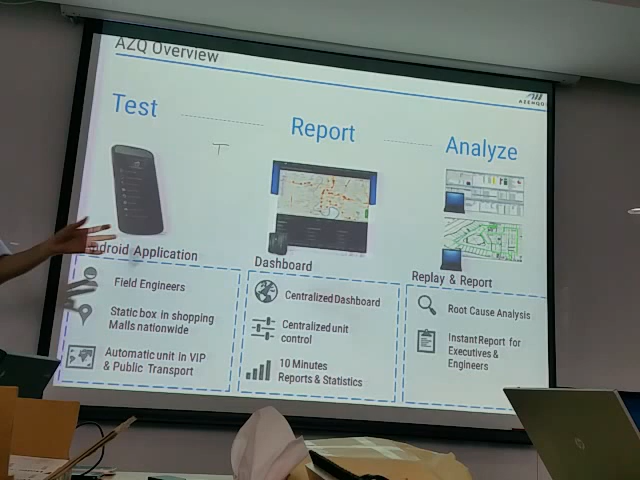 AZQ Overview
AZENQOS
Test
Report
Analyze
Android Application
Dashboard
Replay & Report
Field Engineers
Static box in shopping
Malls nationwide
Automatic unit in VIP
& Public Transport
Centralized Dashboard
Centralized unit
control
10 Minutes
Reports & Statistics
Root Cause Analysis
Instant Report for
Executives &
Engineers
hp